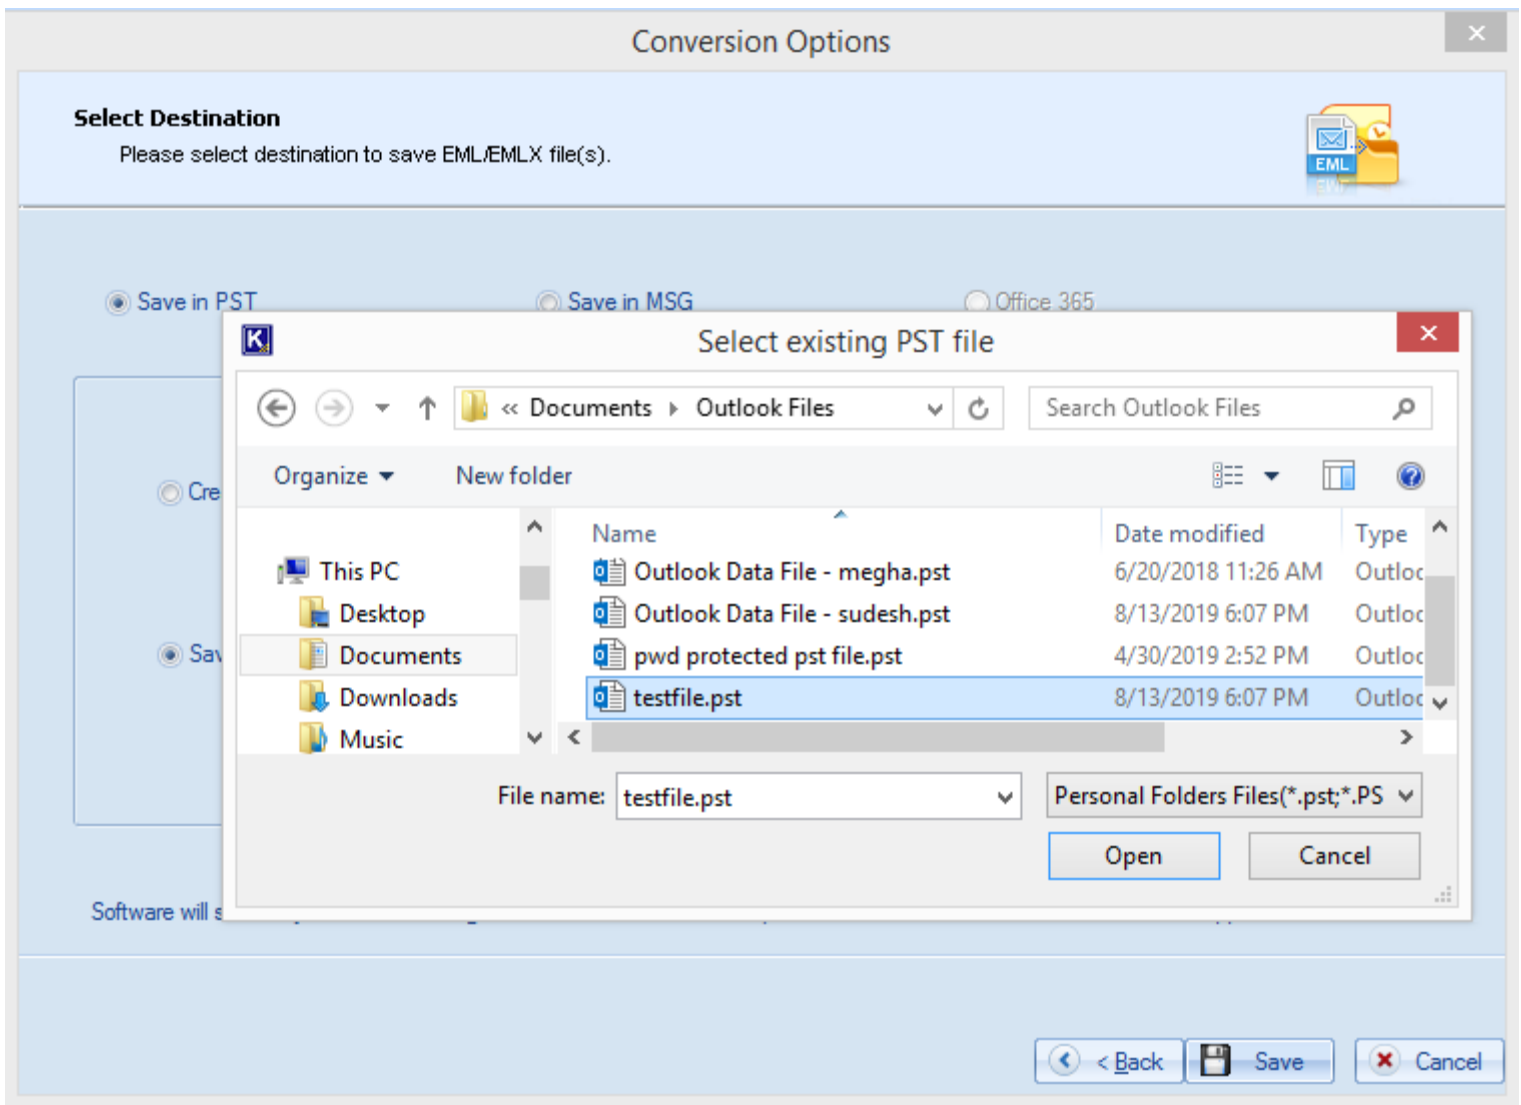 Conversion Options
Select Destination
Please select destination to save EML/EMLX file(s).
EML
Save in PST
Save in MSG
Office 365
K
Select existing PST file
« Documents Outlook Files
Search Outlook Files
Organize
New folder
Cre
Name
Date modified
Type
This PC
Outlook Data File - megha.pst
6/20/2018 11:26 AM
Outloc
Desktop
Outlook Data File - sudesh.pst
8/13/2019 6:07 PM
Outloc
Sav
Documents
pwd protected pst file.pst
4/30/2019 2:52 PM
Outloc
Downloads
testfile.pst
8/13/2019 6:07 PM
Outloc
Music
File name:
testfile.pst
Personal Folders Files(*.pst;*.PS
Open
Cancel
Software will s
< Back
Save
Cancel